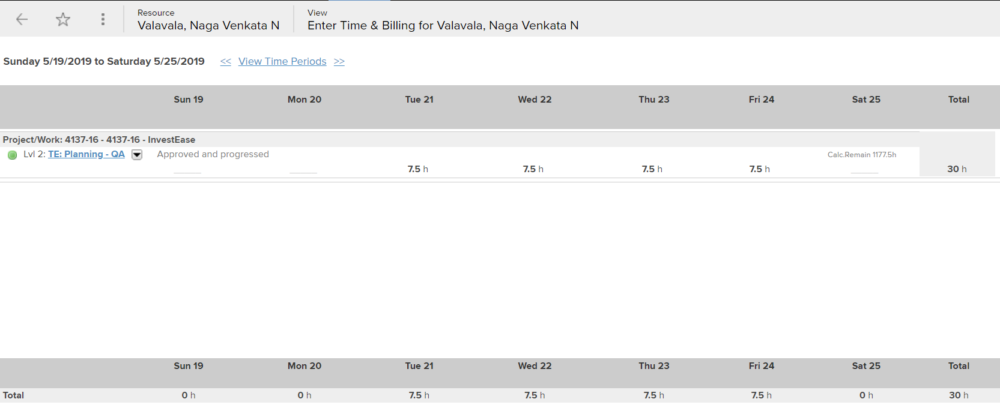 Resource
Valavala, Naga Venkata N
View
Enter Time & Billing for Valavala, Naga Venkata N
Sunday 5/19/2019 to Saturday 5/25/2019 << View Time Periods >>
Sun 19 Mon 20 Tue 21 Wed 22 Thu 23 Fri 24 Sat 25 Total
Project/Work: 4137-16 - 4137-16 - InvestEase
Lvl 2: TE: Planning - QA Approved and progressed Calc.Remain 1177.5h
7.5 h 7.5 h 7.5 h 7.5 h 30 h
Sun 19 Mon 20 Tue 21 Wed 22 Thu 23 Fri 24 Sat 25 Total
Total 0 h 0 h 7.5 h 7.5 h 7.5 h 7.5 h 0 h 30 h